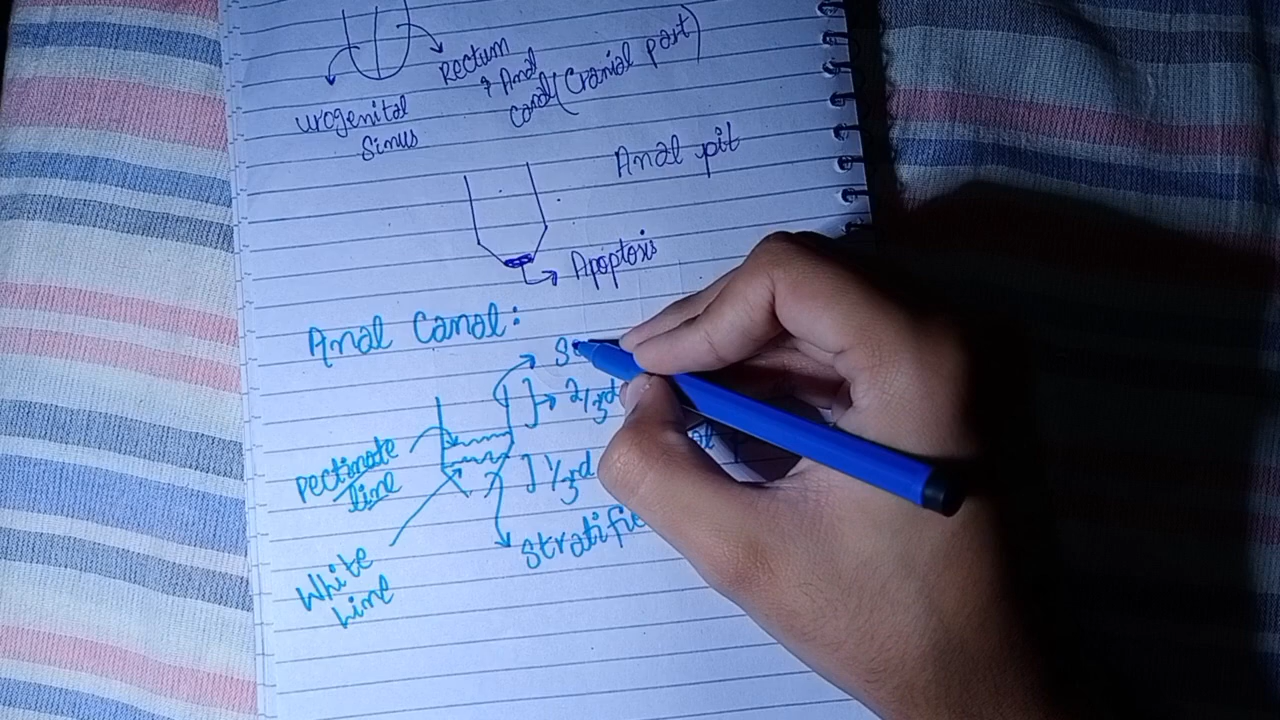 Rectum
& Anal
Canal (Cranial part)
Urogenital
Sinus
Anal pit
Apoptosis
Anal Canal:
2/3rd
Pectinate
line
1/3rd
White
Line